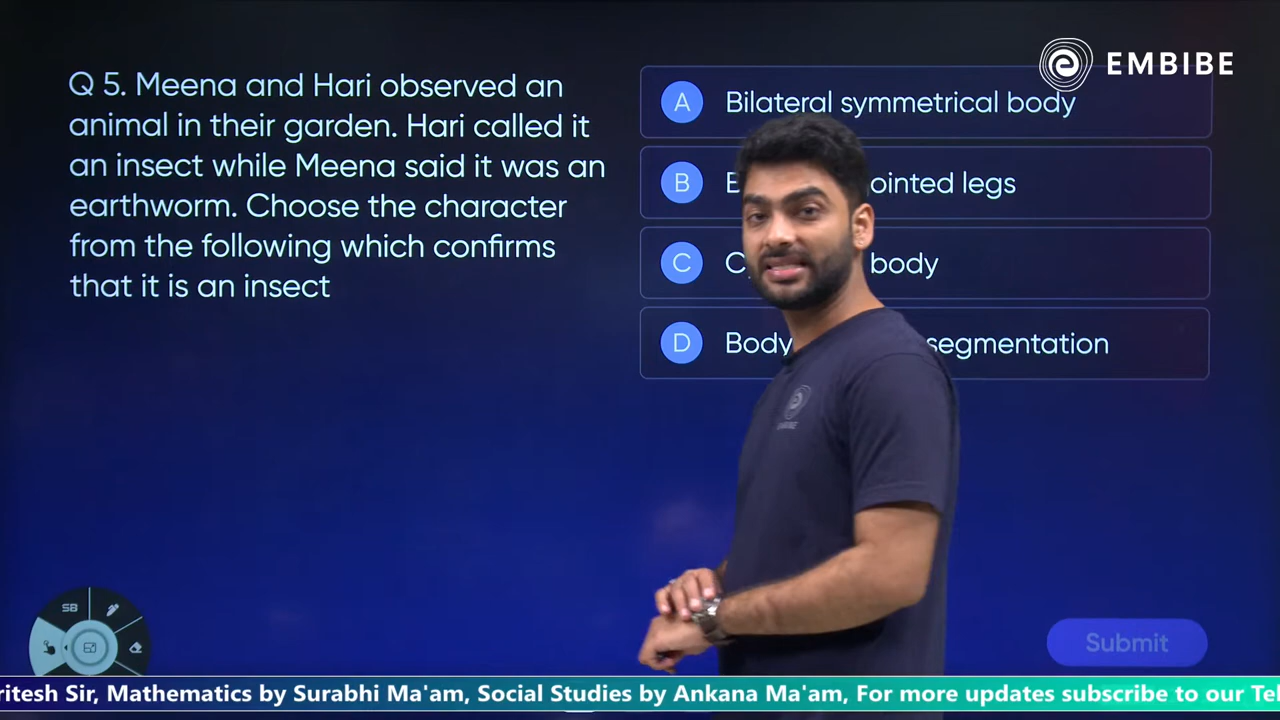 EMBIBE
Q 5. Meena and Hari observed an
animal in their garden. Hari called it
an insect while Meena said it was an
earthworm. Choose the character
from the following which confirms
that it is an insect
A Bilateral symmetrical body
B ointed legs
C body
D Body segmentation
SB
Submit
ritesh Sir, Mathematics by Surabhi Ma'am, Social Studies by Ankana Ma'am, For more updates subscribe to our Tel